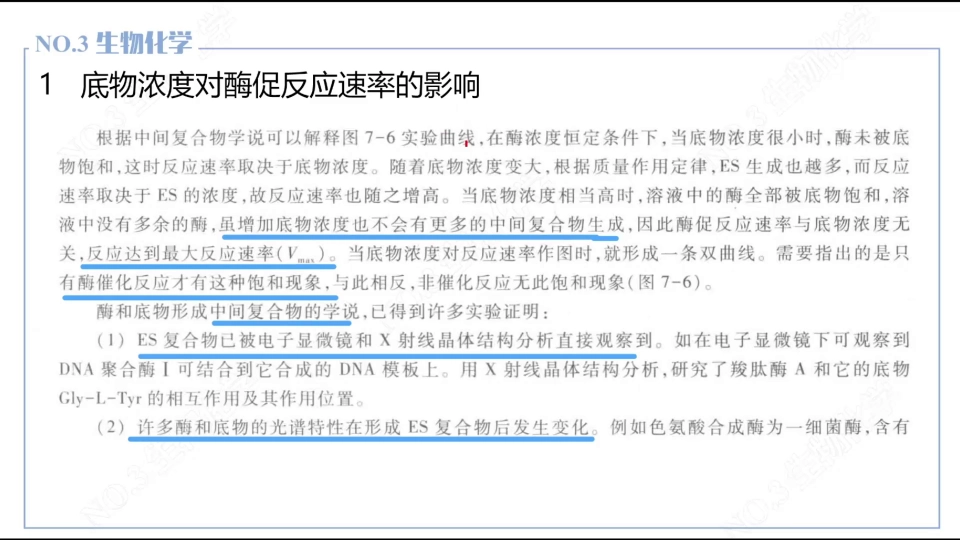 NO.3 生物化学
1 底物浓度对酶促反应速率的影响
根据中间复合物学说可以解释图 7-6 实验曲线,在酶浓度恒定条件下,当底物浓度很小时,酶未被底
物饱和,这时反应速率取决于底物浓度。随着底物浓度变大,根据质量作用定律,ES 生成也越多,而反应
速率取决于 ES 的浓度,故反应速率也随之增高。当底物浓度相当高时,溶液中的酶全部被底物饱和,溶
液中没有多余的酶,虽增加底物浓度也不会有更多的中间复合物生成,因此酶促反应速率与底物浓度无
关,反应达到最大反应速率(Vmax)。当底物浓度对反应速率作图时,就形成一条双曲线。需要指出的是只
有酶催化反应才有这种饱和现象,与此相反,非催化反应无此饱和现象(图 7-6)。
酶和底物形成中间复合物的学说,已得到许多实验证明:
(1) ES 复合物已被电子显微镜和 X 射线晶体结构分析直接观察到。如在电子显微镜下可观察到
DNA 聚合酶 I 可结合到它合成的 DNA 模板上。用 X 射线晶体结构分析,研究了羧肽酶 A 和它的底物
Gly-L-Tyr 的相互作用及其作用位置。
(2) 许多酶和底物的光谱特性在形成 ES 复合物后发生变化。例如色氨酸合成酶为一细菌酶,含有